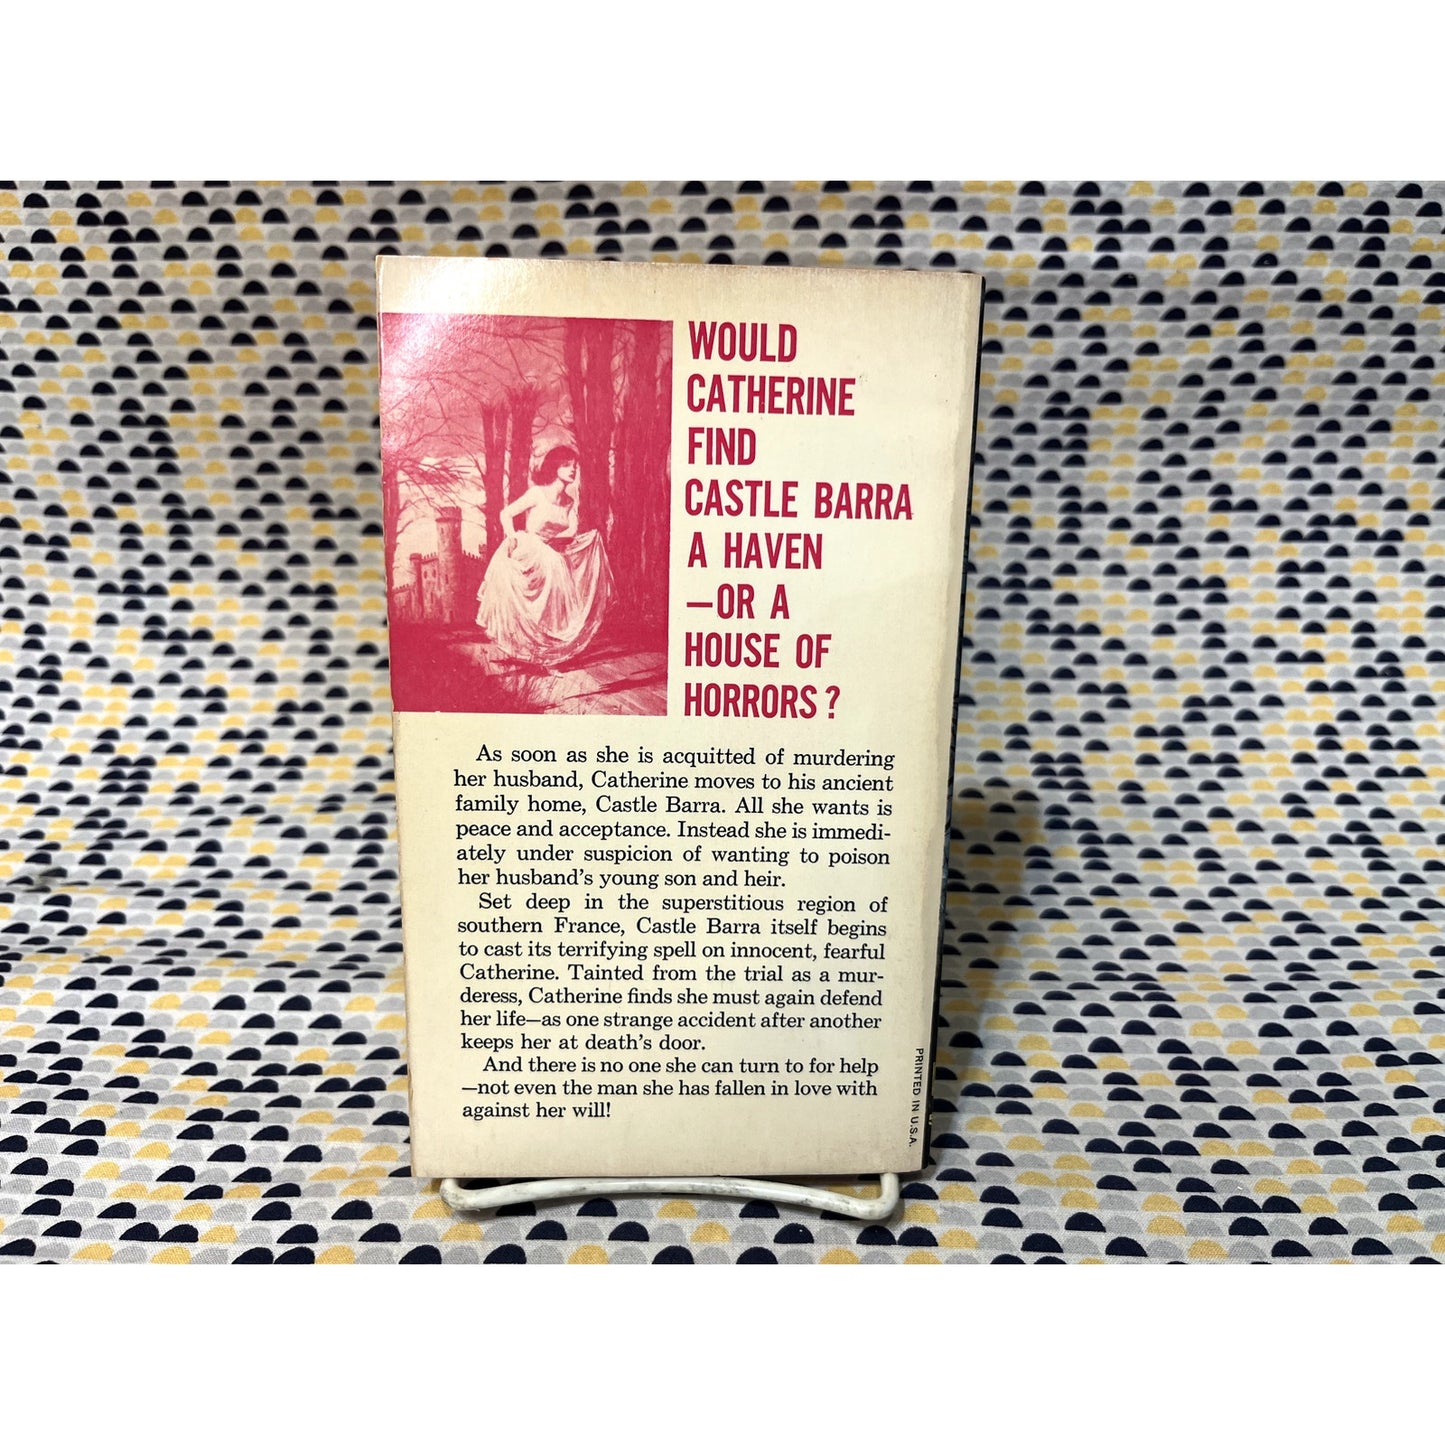 WOULD
CATHERINE
FIND
CASTLE BARRA
A HAVEN
—OR A
HOUSE OF
HORRORS?
As soon as she is acquitted of murdering
her husband, Catherine moves to his ancient
family home, Castle Barra. All she wants is
peace and acceptance. Instead she is immedi-
ately under suspicion of wanting to poison
her husband's young son and heir.
Set deep in the superstitious region of
southern France, Castle Barra itself begins
to cast its terrifying spell on innocent, fearful
Catherine. Tainted from the trial as a mur-
deress, Catherine finds she must again defend
her life—as one strange accident after another
keeps her at death's door.
And there is no one she can turn to for help
—not even the man she has fallen in love with
against her will!
PRINTED IN U.S.A.